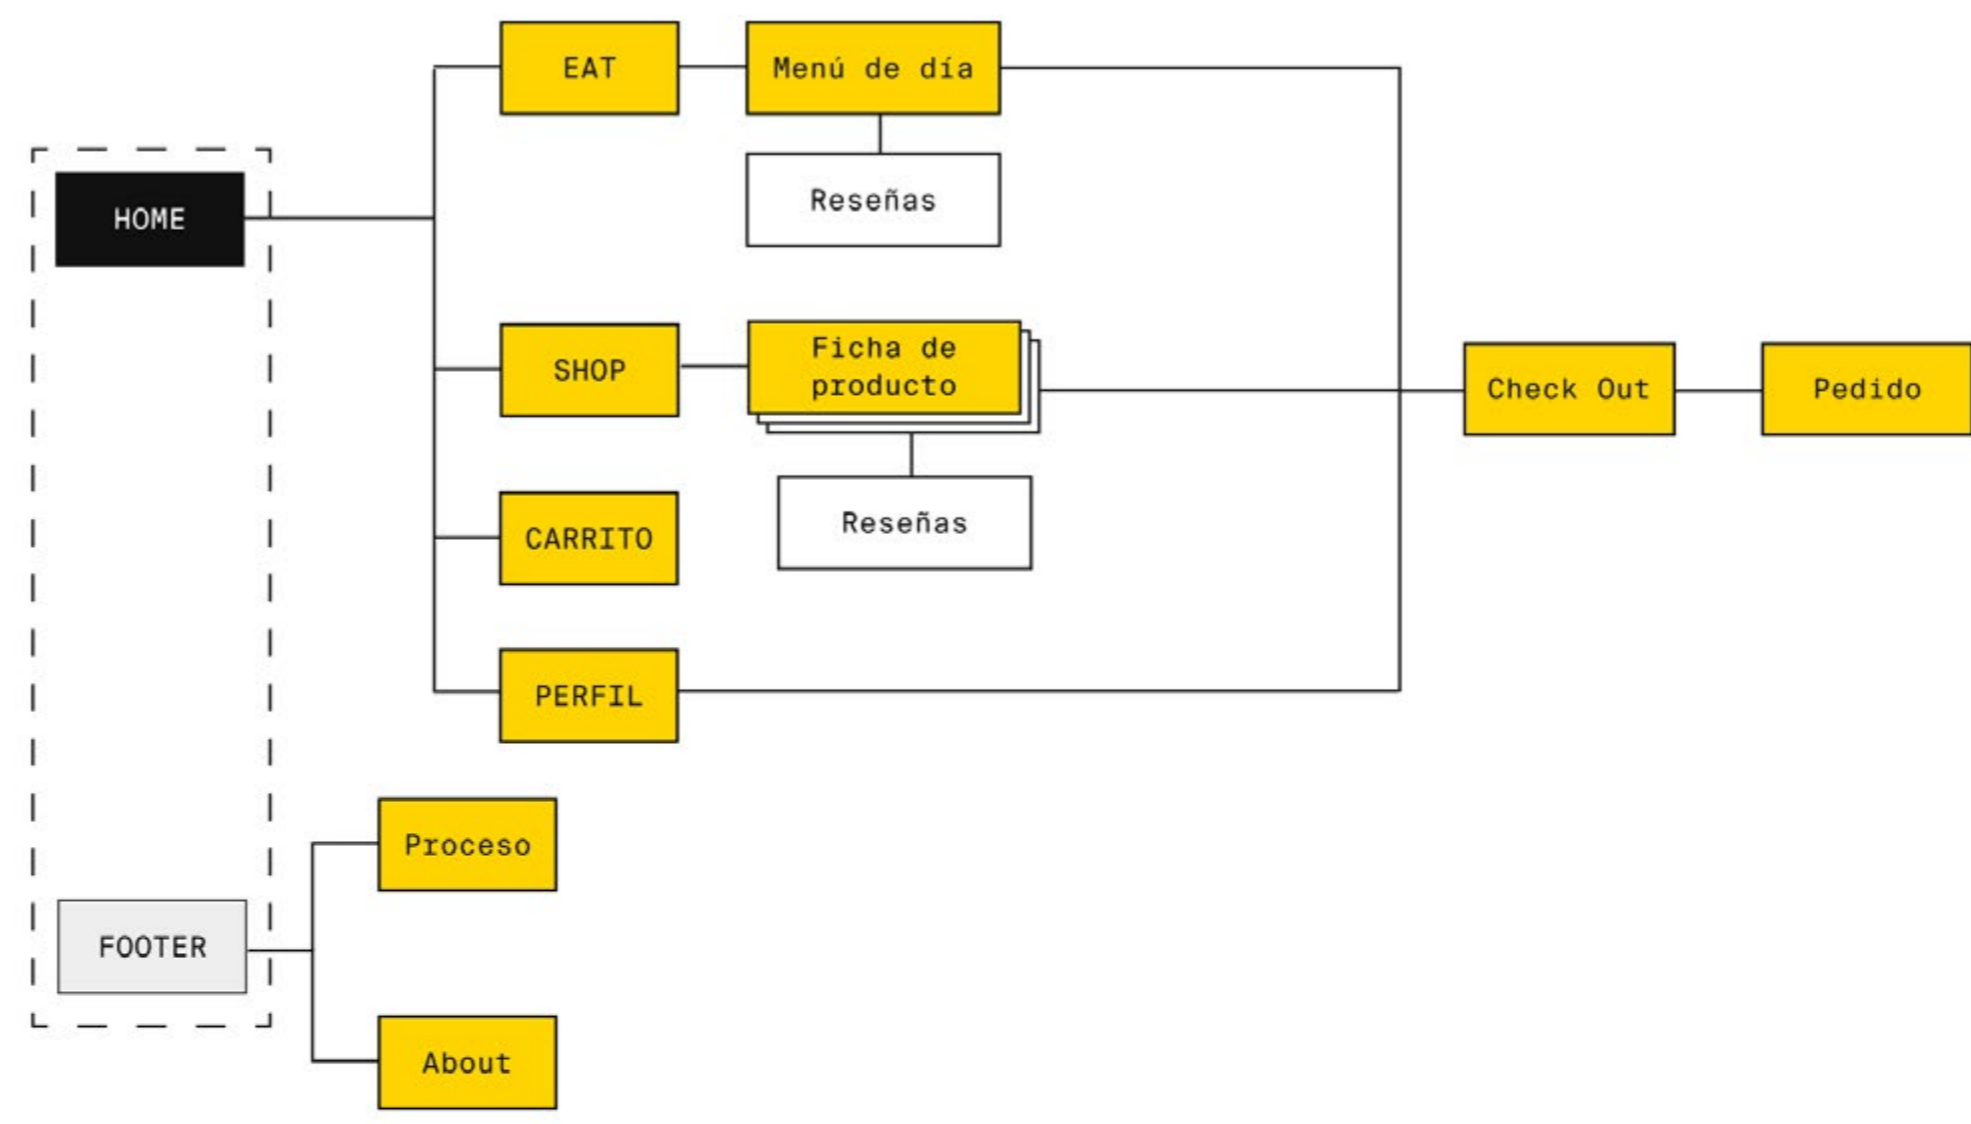 EAT
Menú de día
HOME
Reseñas
SHOP
Ficha de
producto
Check Out
Pedido
CARRITO
Reseñas
PERFIL
Proceso
FOOTER
About